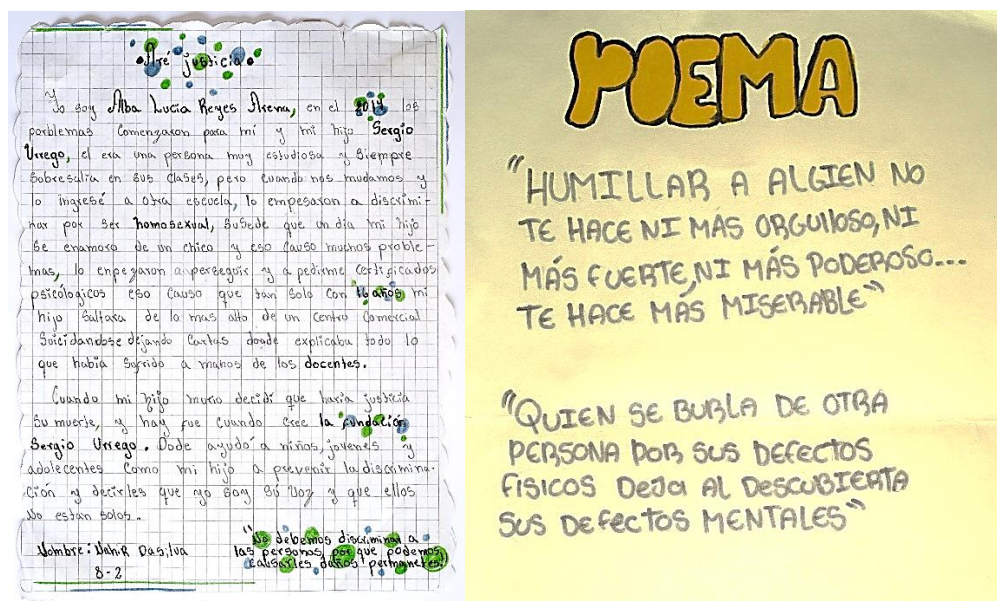 Aré justicia
Yo soy Alba Lucia Reyes Arena, en el 2014 los
porblemas Comenzaron para mí y mi hijo Sergio
Urrego, el era una persona muy estudiosa y Siempre
Sobresalia en sus clases, pero cuando nos mudamos y
lo ingresé a otra escuela, lo empesaron a discrimi-
nar por ser homosexual, Susede que un día mi hijo
se enamoro de un chico y eso Causo muchos proble-
mas, lo enpezaron a perseguir y a pedirme Certificados
psicológicos eso Causo que tan solo con 16 años mi
hijo Saltara de lo mas alto de un Centro Comercial
Suicidandose dejando Cartas donde explicaba todo lo
que había Sufrido a manos de los docentes.
Cuando mi hijo murio decidí que haria justicia
Su muerte, y hay fue cuando cree la fundación
Sergio Urrego. Dode ayudó a niños, jovenes y
adolecentes Como mi hijo a prevenir la discrimina-
ción y decirles que yo soy Sú Voz y que ellos
No estan Solos..
Nombre: Nahir Dasilva
8-2
"No debemos discriminar a
las personas, por que podemos
causarles daños permanetes."
POEMA
"HUMILLAR A ALGIEN NO
TE HACE NI MÁS ORGULLOSO, NI
MÁS FUERTE, NI MÁS PODEROSO...
TE HACE MÁS MISERABLE"
"QUIEN SE BURLA DE OTRA
PERSONA POR SUS DEFECTOS
FISICOS DEJA AL DESCUBIERTA
SUS DEFECTOS MENTALES"